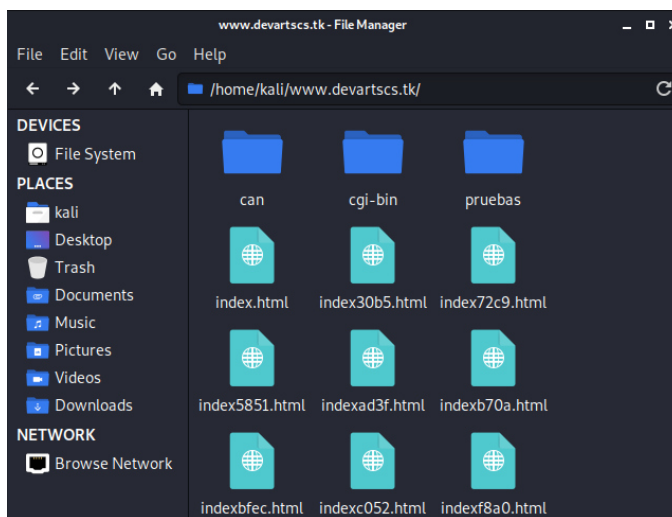 www.devartscs.tk - File Manager
File Edit View Go Help
/home/kali/www.devartscs.tk/
DEVICES
File System
PLACES
kali
Desktop
Trash
Documents
Music
Pictures
Videos
Downloads
NETWORK
Browse Network
can cgi-bin pruebas
index.html index30b5.html index72c9.html
index5851.html indexad3f.html indexb70a.html
indexbfec.html indexc052.html indexf8a0.html